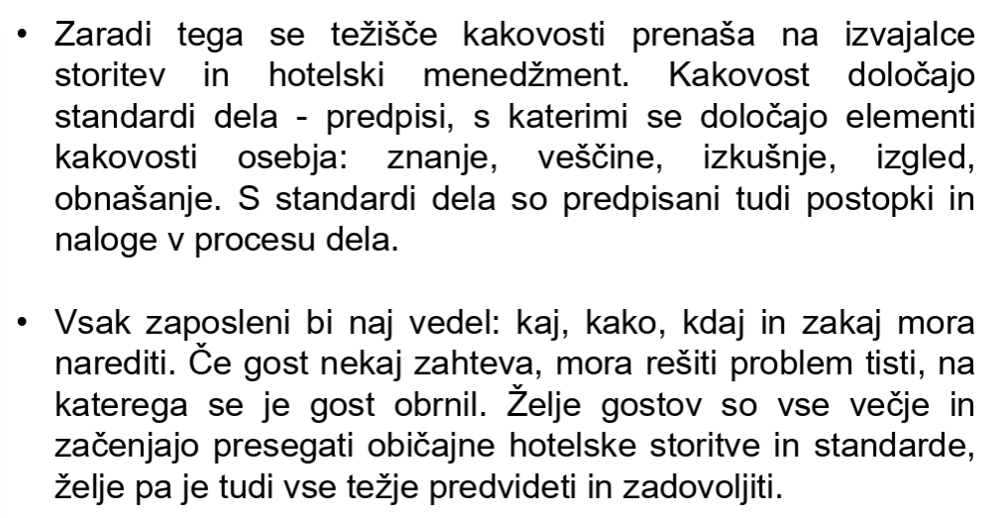 • Zaradi tega se težišče kakovosti prenaša na izvajalce
storitev in hotelski menedžment. Kakovost določajo
standardi dela - predpisi, s katerimi se določajo elementi
kakovosti osebja: znanje, veščine, izkušnje, izgled,
obnašanje. S standardi dela so predpisani tudi postopki in
naloge v procesu dela.
• Vsak zaposleni bi naj vedel: kaj, kako, kdaj in zakaj mora
narediti. Če gost nekaj zahteva, mora rešiti problem tisti, na
katerega se je gost obrnil. Želje gostov so vse večje in
začenjajo presegati običajne hotelske storitve in standarde,
želje pa je tudi vse težje predvideti in zadovoljiti.